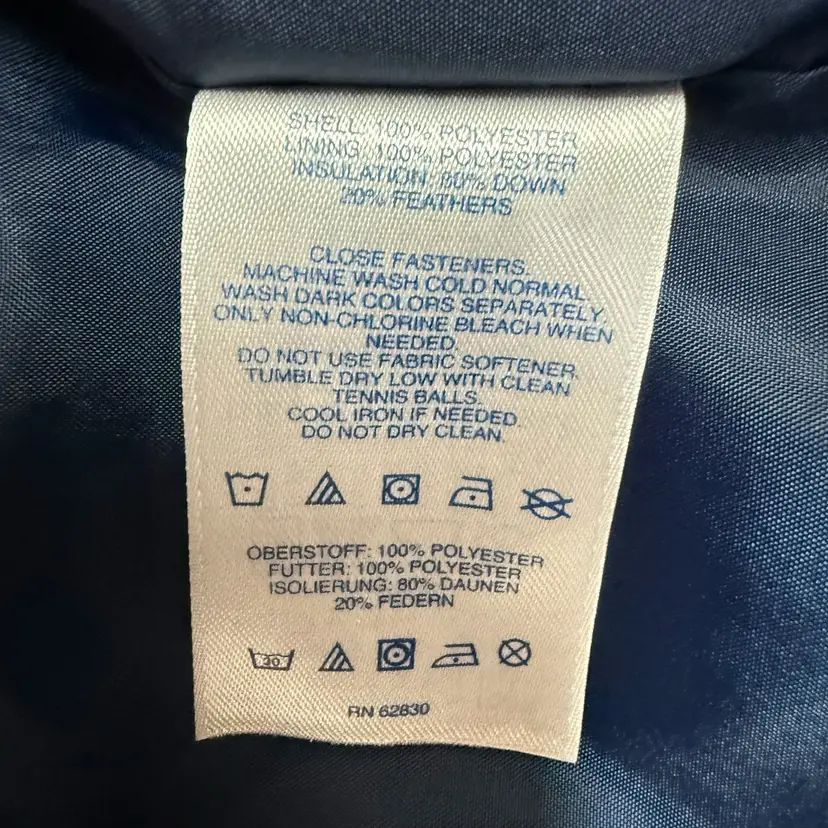 SHELL: 100% POLYESTER
LINING: 100% POLYESTER
INSULATION: 80% DOWN
20% FEATHERS
CLOSE FASTENERS.
MACHINE WASH COLD NORMAL
WASH DARK COLORS SEPARATELY.
ONLY NON-CHLORINE BLEACH WHEN
NEEDED.
DO NOT USE FABRIC SOFTENER.
TUMBLE DRY LOW WITH CLEAN
TENNIS BALLS.
COOL IRON IF NEEDED.
DO NOT DRY CLEAN.
OBERSTOFF: 100% POLYESTER
FUTTER: 100% POLYESTER
ISOLIERUNG: 80% DAUNEN
20% FEDERN
30
RN 62830